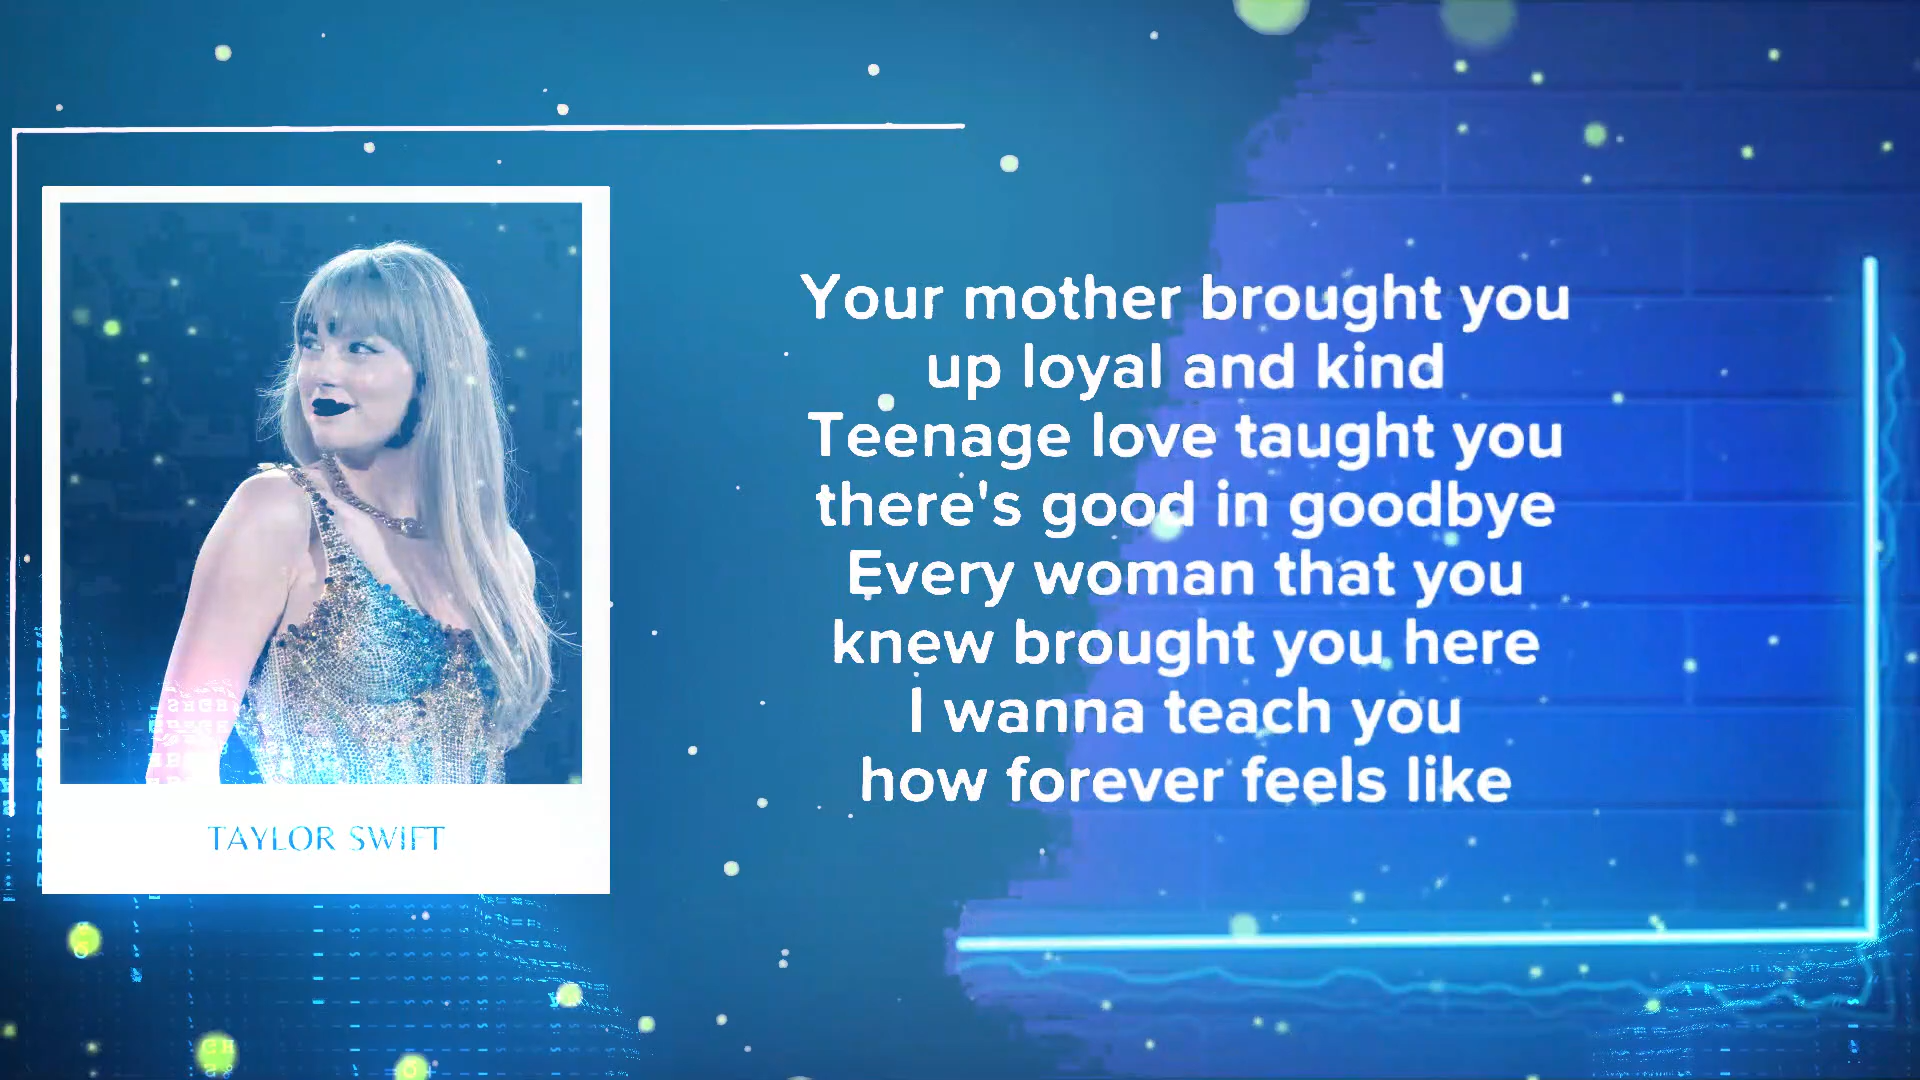 Your mother brought you
up loyal and kind
Teenage love taught you
there's good in goodbye
Every woman that you
knew brought you here
I wanna teach you
how forever feels like
TAYLOR SWIFT